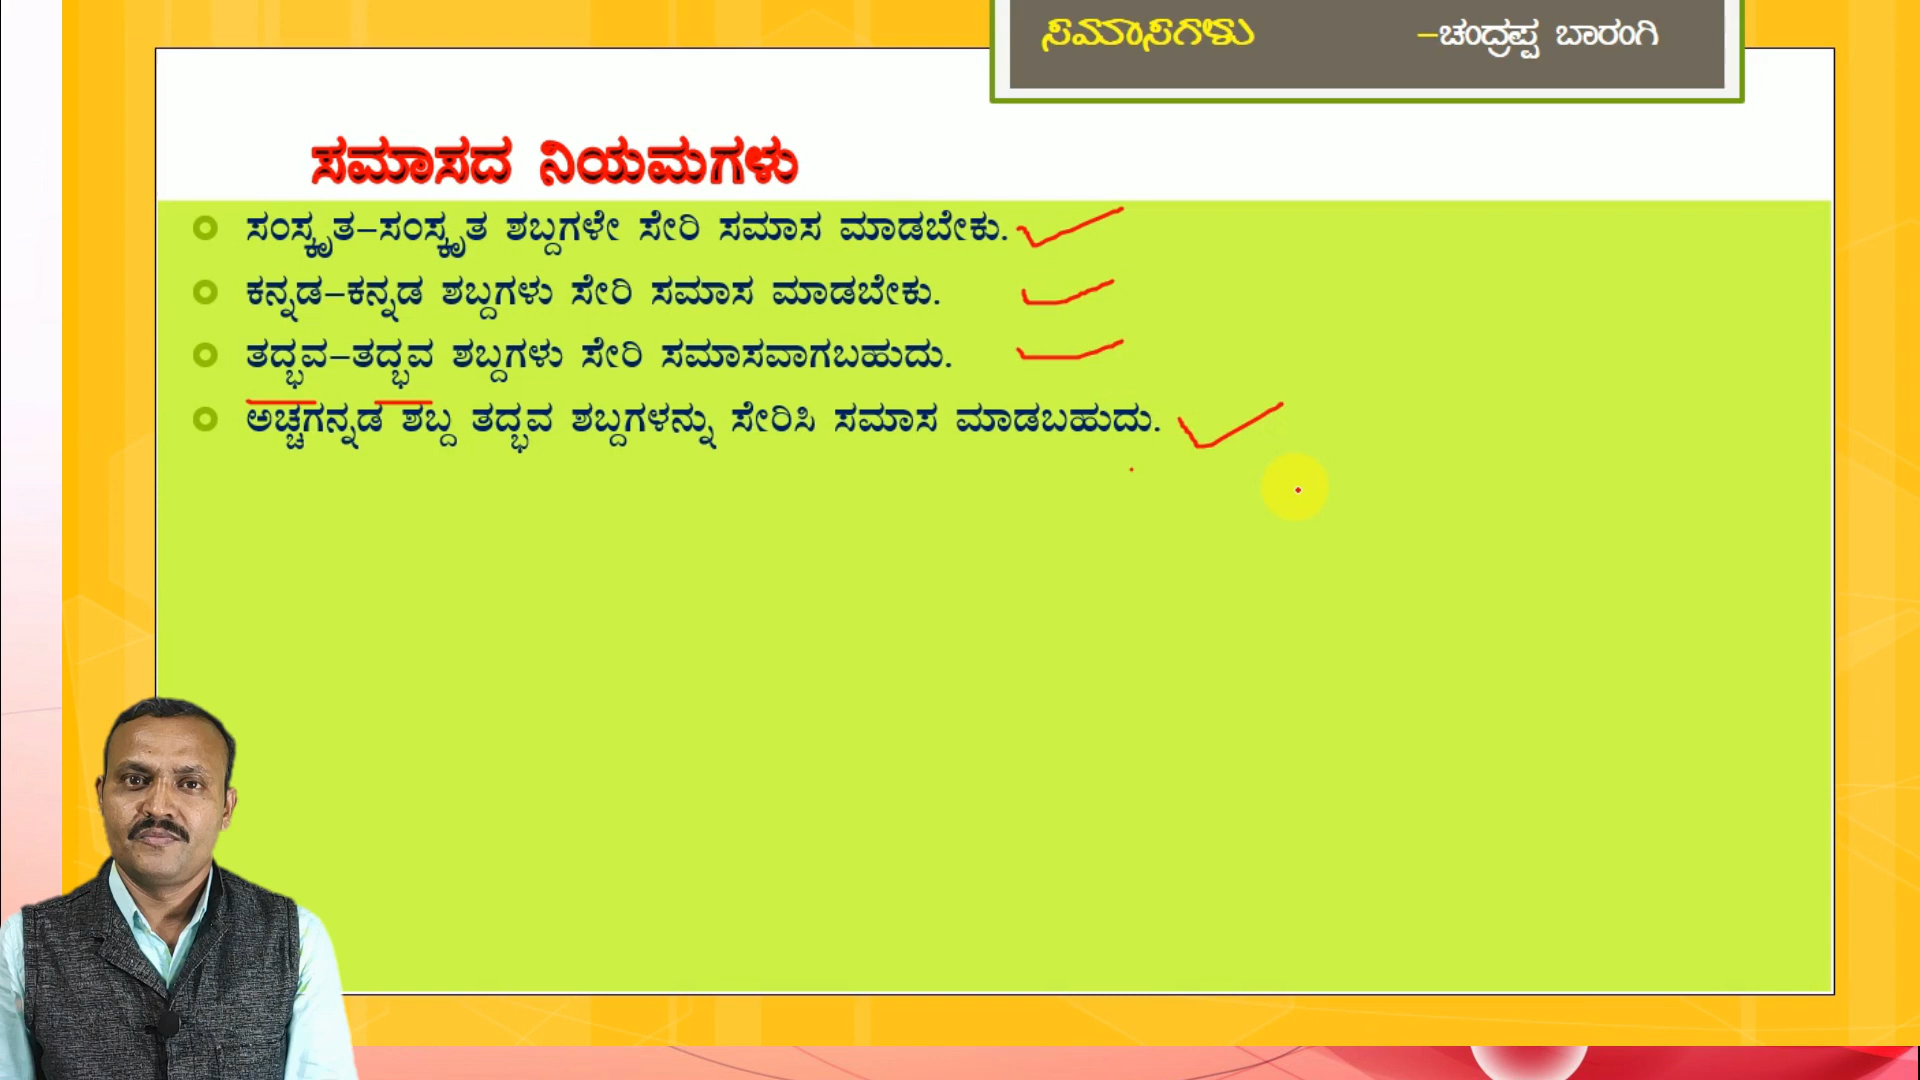 ಸಮಾಸಗಳು –ಚಂದ್ರಪ್ಪ ಬಾರಂಗಿ
ಸಮಾಸದ ನಿಯಮಗಳು
ಸಂಸ್ಕೃತ–ಸಂಸ್ಕೃತ ಶಬ್ದಗಳೇ ಸೇರಿ ಸಮಾಸ ಮಾಡಬೇಕು.
ಕನ್ನಡ–ಕನ್ನಡ ಶಬ್ದಗಳು ಸೇರಿ ಸಮಾಸ ಮಾಡಬೇಕು.
ತದ್ಭವ–ತದ್ಭವ ಶಬ್ದಗಳು ಸೇರಿ ಸಮಾಸವಾಗಬಹುದು.
ಅಚ್ಚಗನ್ನಡ ಶಬ್ದ ತದ್ಭವ ಶಬ್ದಗಳನ್ನು ಸೇರಿಸಿ ಸಮಾಸ ಮಾಡಬಹುದು.